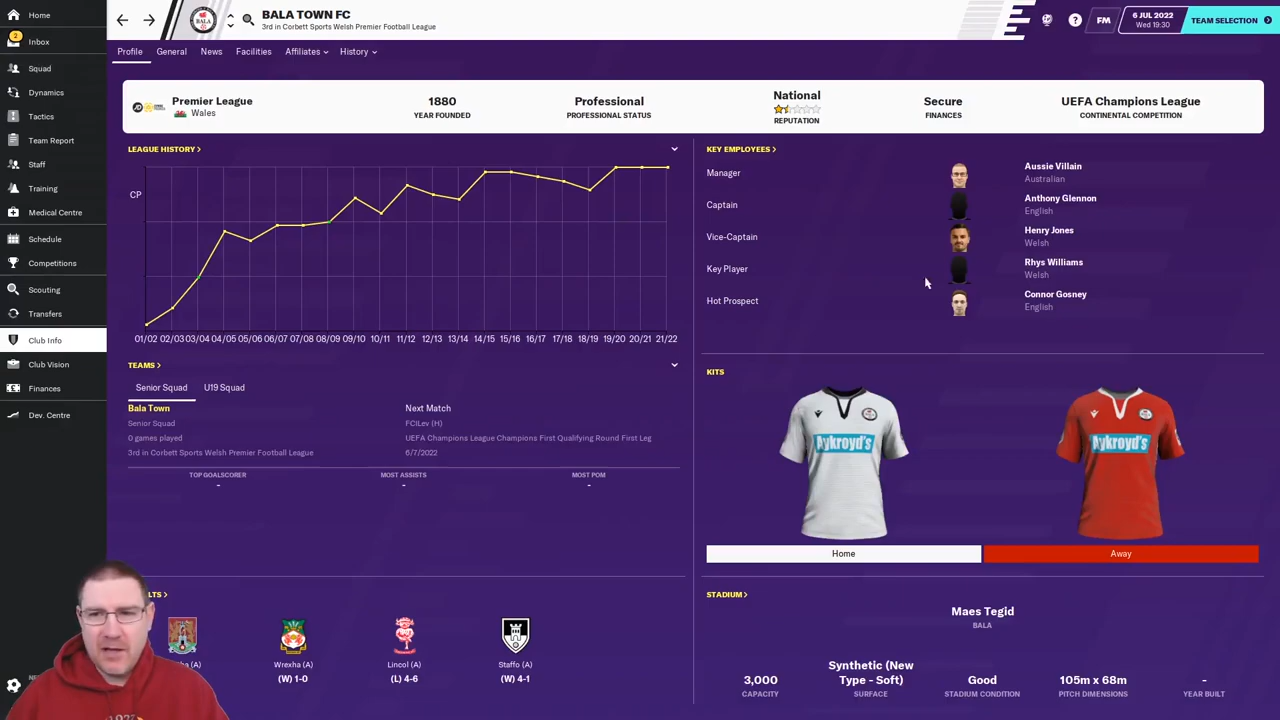 BALA TOWN FC
3rd in Corbett Sports Welsh Premier Football League
6 JUL 2022
Wed 19:30
TEAM SELECTION
FM
?
Home
2
Inbox
Squad
Dynamics
Tactics
Team Report
Staff
Training
Medical Centre
Schedule
Competitions
Scouting
Transfers
Club Info
Club Vision
Finances
Dev. Centre
Profile
General
News
Facilities
Affiliates
History
Premier League
Wales
1880
YEAR FOUNDED
Professional
PROFESSIONAL STATUS
National
REPUTATION
Secure
FINANCES
UEFA Champions League
CONTINENTAL COMPETITION
LEAGUE HISTORY >
CP
01/02 02/03 03/04 04/05 05/06 06/07 07/08 08/09 09/10 10/11 11/12 12/13 13/14 14/15 15/16 16/17 17/18 18/19 19/20 20/21 21/22
TEAMS >
Senior Squad
U19 Squad
Bala Town
Senior Squad
0 games played
3rd in Corbett Sports Welsh Premier Football League
Next Match
FCILev (H)
UEFA Champions League Champions First Qualifying Round First Leg
6/7/2022
TOP GOALSCORER
-
MOST ASSISTS
-
MOST POM
-
KEY EMPLOYEES >
Manager
Aussie Villain
Australian
Captain
Anthony Glennon
English
Vice-Captain
Henry Jones
Welsh
Key Player
Rhys Williams
Welsh
Hot Prospect
Connor Gosney
English
KITS
Aykroyd's
Aykroyd's
Home
Away
LTS >
(A)
Wrexha (A)
(W) 1-0
Lincol (A)
(L) 4-6
Staffo (A)
(W) 4-1
STADIUM >
Maes Tegid
BALA
3,000
CAPACITY
Synthetic (New Type - Soft)
SURFACE
Good
STADIUM CONDITION
105m x 68m
PITCH DIMENSIONS
-
YEAR BUILT